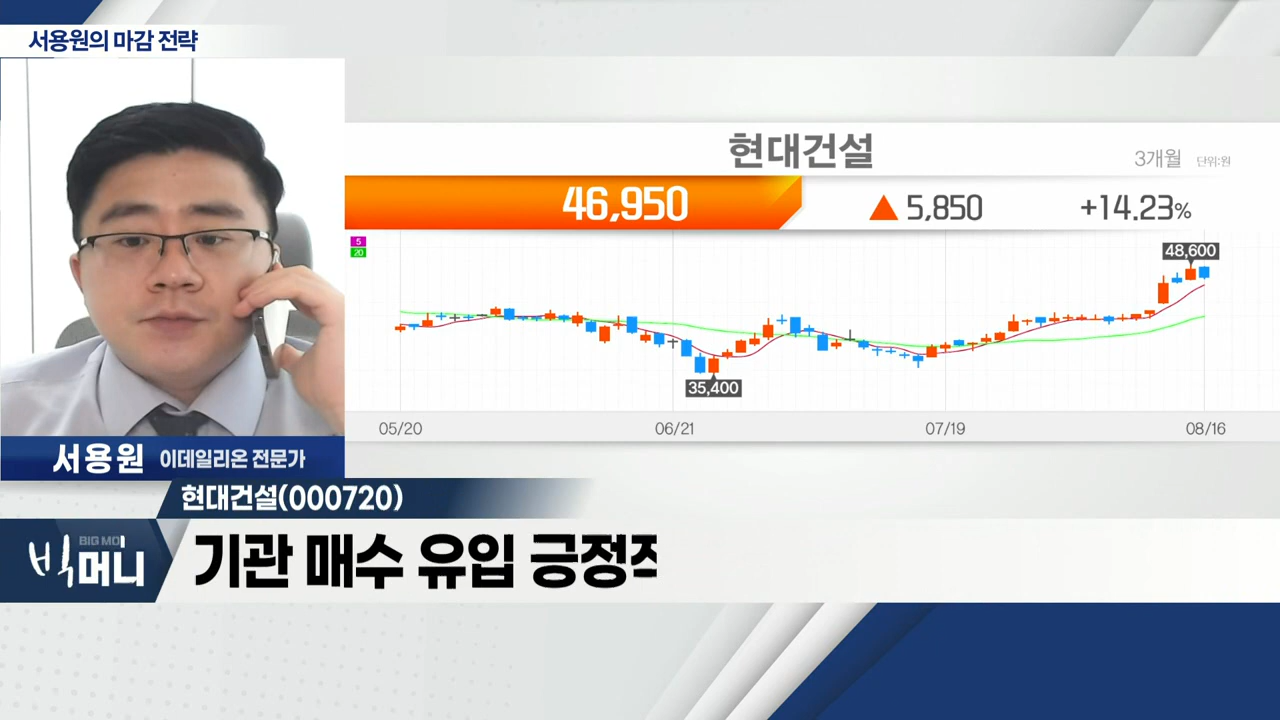 서용원의 마감 전략
현대건설
3개월 단위:원
46,950
▲ 5,850
+14.23%
5
20
48,600
35,400
05/20
06/21
07/19
08/16
서용원 이데일리온 전문가
현대건설(000720)
BIG MO
빅머니
기관 매수 유입 긍정